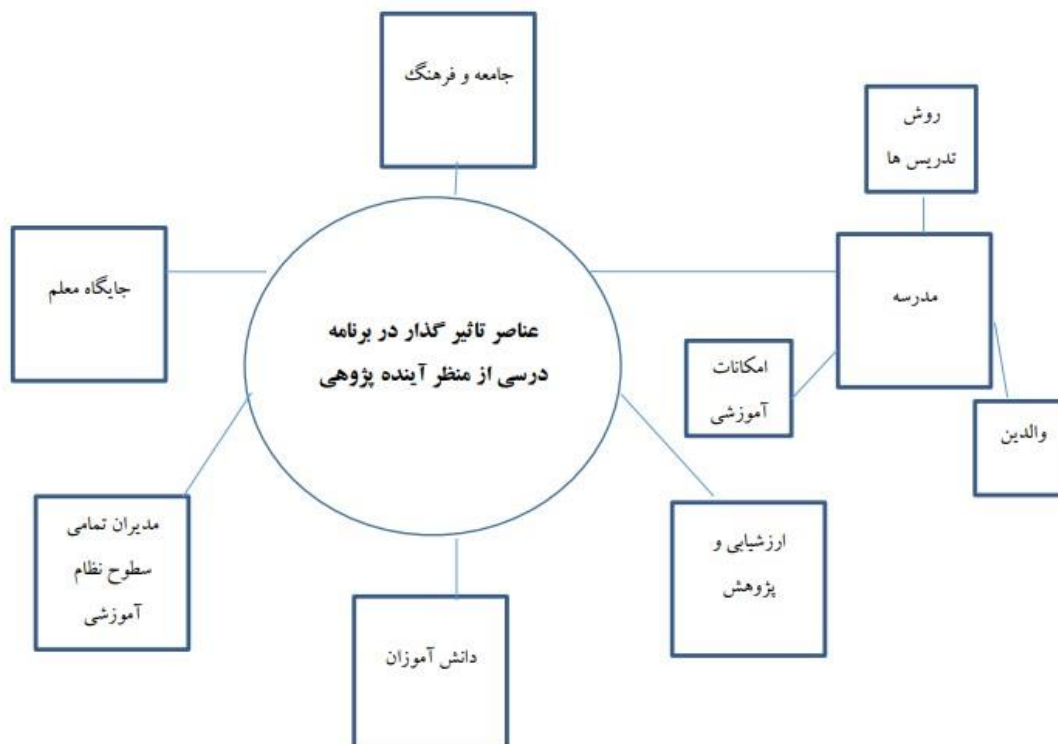 جامعه و فرهنگ
روش
تدریس ها
مدرسه
جایگاه معلم
عناصر تاثیر گذار در برنامه
درسی از منظر آینده پژوهی
امکانات
آموزشی
والدین
مدیران تمامی
سطوح نظام
آموزشی
ارزشیابی و
پژوهش
دانش آموزان